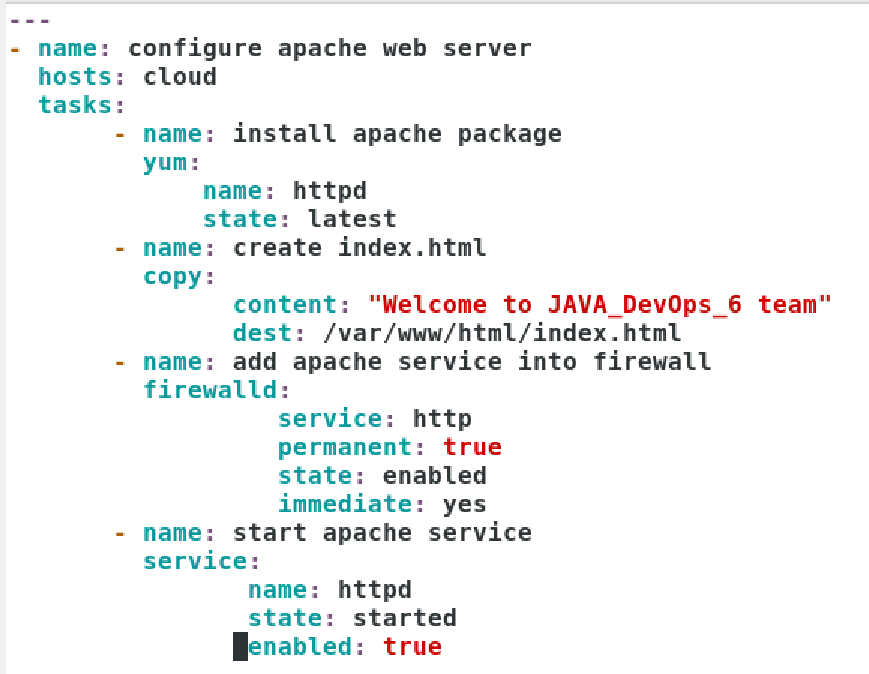 ---
- name: configure apache web server
  hosts: cloud
  tasks:
       - name: install apache package
         yum:
             name: httpd
             state: latest
       - name: create index.html
         copy:
               content: "Welcome to JAVA_DevOps_6 team"
               dest: /var/www/html/index.html
       - name: add apache service into firewall
         firewalld:
                  service: http
                  permanent: true
                  state: enabled
                  immediate: yes
       - name: start apache service
         service:
                name: httpd
                state: started
                enabled: true